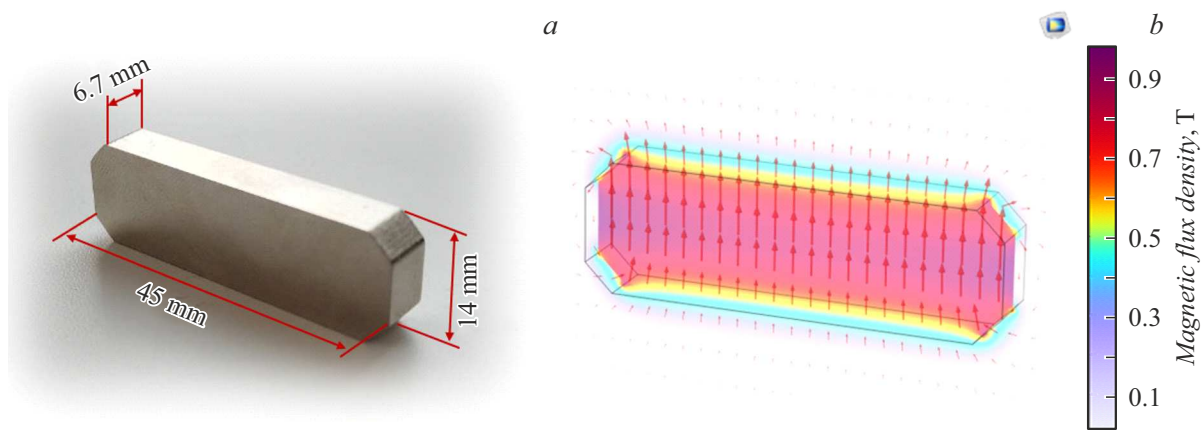 a
6.7 mm
45 mm
14 mm
b
0.9
0.7
0.5
0.3
0.1
Magnetic flux density, T